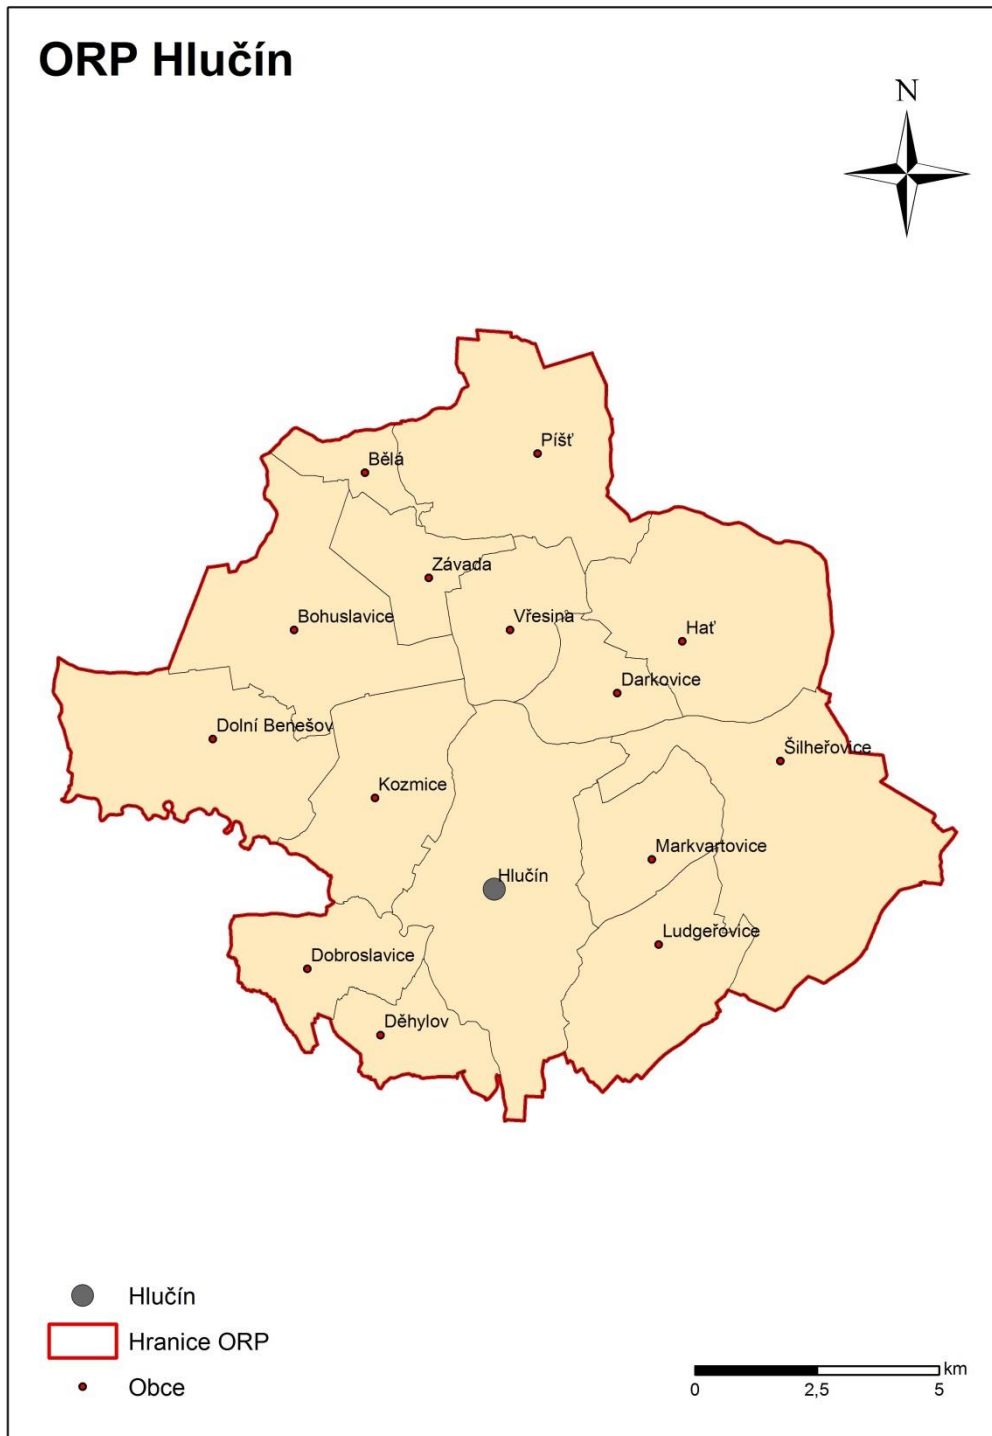 ORP Hlučín
N
Píšť
Bělá
Závada
Bohuslavice
Vřesina
Hať
Darkovice
Dolní Benešov
Šilheřovice
Kozmice
Markvartovice
Hlučín
Ludgeřovice
Dobroslavice
Děhylov
Hlučín
Hranice ORP
Obce
km
0 2,5 5